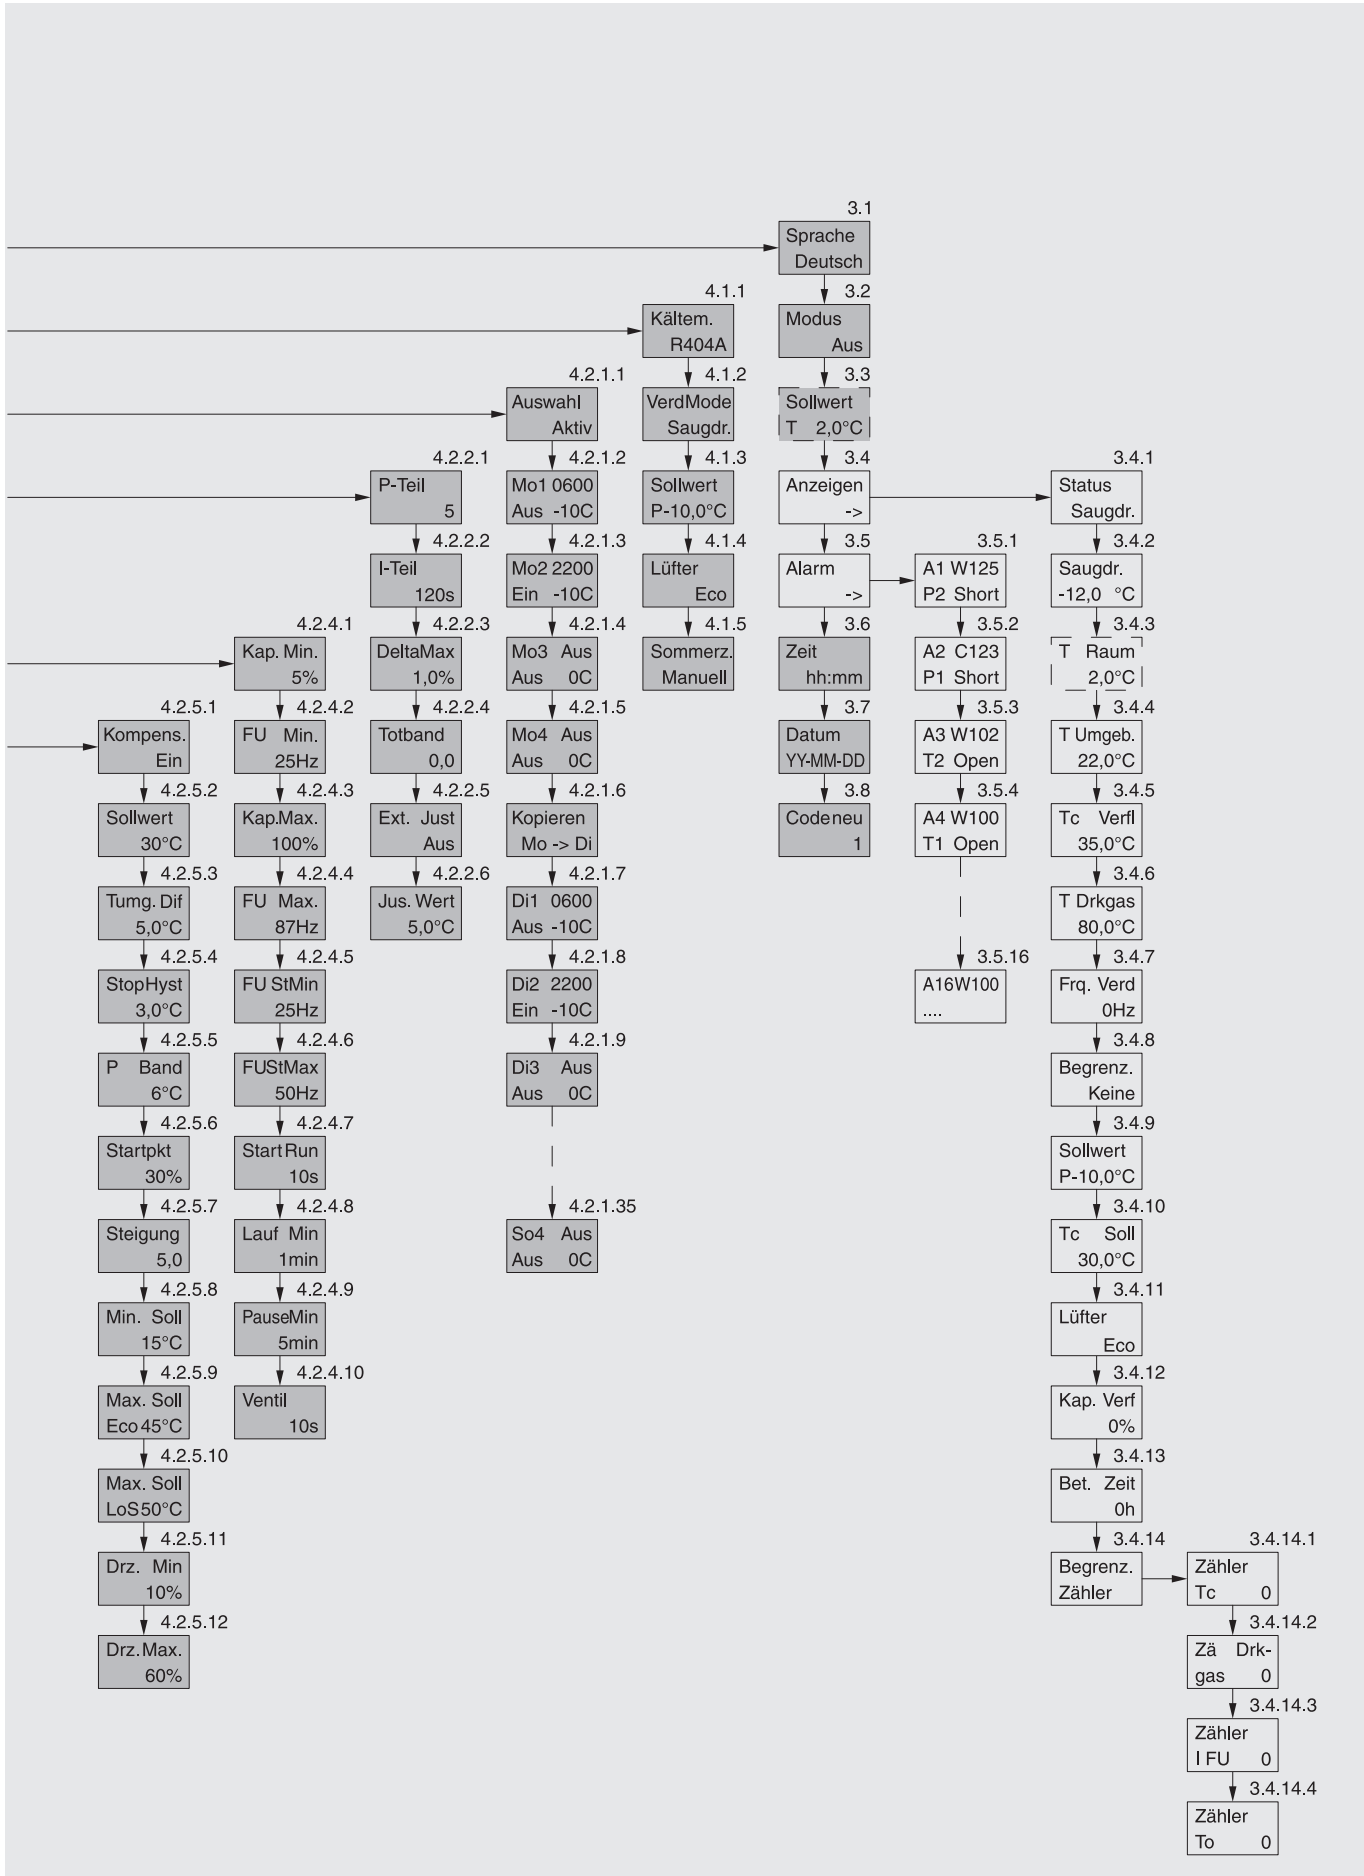 3.1
Sprache
Deutsch
3.2
Modus
Aus
3.3
Sollwert
T 2,0°C
3.4
Anzeigen
->
3.5
Alarm
->
3.6
Zeit
hh:mm
3.7
Datum
YY-MM-DD
3.8
Codeneu
1
4.1.1
Kältem.
R404A
4.1.2
VerdMode
Saugdr.
4.1.3
Sollwert
P-10,0°C
4.1.4
Lüfter
Eco
4.1.5
Sommerz.
Manuell
4.2.1.1
Auswahl
Aktiv
4.2.1.2
Mo1 0600
Aus -10C
4.2.1.3
Mo2 2200
Ein -10C
4.2.1.4
Mo3 Aus
Aus 0C
4.2.1.5
Mo4 Aus
Aus 0C
4.2.1.6
Kopieren
Mo -> Di
4.2.1.7
Di1 0600
Aus -10C
4.2.1.8
Di2 2200
Ein -10C
4.2.1.9
Di3 Aus
Aus 0C
4.2.1.35
So4 Aus
Aus 0C
4.2.2.1
P-Teil
5
4.2.2.2
I-Teil
120s
4.2.2.3
DeltaMax
1,0%
4.2.2.4
Totband
0,0
4.2.2.5
Ext. Just
Aus
4.2.2.6
Jus. Wert
5,0°C
4.2.4.1
Kap. Min.
5%
4.2.4.2
FU Min.
25Hz
4.2.4.3
Kap.Max.
100%
4.2.4.4
FU Max.
87Hz
4.2.4.5
FU StMin
25Hz
4.2.4.6
FUStMax
50Hz
4.2.4.7
Start Run
10s
4.2.4.8
Lauf Min
1min
4.2.4.9
PauseMin
5min
4.2.4.10
Ventil
10s
4.2.5.1
Kompens.
Ein
4.2.5.2
Sollwert
30°C
4.2.5.3
Tumg. Dif
5,0°C
4.2.5.4
StopHyst
3,0°C
4.2.5.5
P Band
6°C
4.2.5.6
Startpkt
30%
4.2.5.7
Steigung
5,0
4.2.5.8
Min. Soll
15°C
4.2.5.9
Max. Soll
Eco 45°C
4.2.5.10
Max. Soll
LoS50°C
4.2.5.11
Drz. Min
10%
4.2.5.12
Drz.Max.
60%
3.5.1
A1 W125
P2 Short
3.5.2
A2 C123
P1 Short
3.5.3
A3 W102
T2 Open
3.5.4
A4 W100
T1 Open
3.5.16
A16W100
....
3.4.1
Status
Saugdr.
3.4.2
Saugdr.
-12,0 °C
3.4.3
T Raum
2,0°C
3.4.4
T Umgeb.
22,0°C
3.4.5
Tc Verfl
35,0°C
3.4.6
T Drkgas
80,0°C
3.4.7
Frq. Verd
0Hz
3.4.8
Begrenz.
Keine
3.4.9
Sollwert
P-10,0°C
3.4.10
Tc Soll
30,0°C
3.4.11
Lüfter
Eco
3.4.12
Kap. Verf
0%
3.4.13
Bet. Zeit
0h
3.4.14
Begrenz.
Zähler
3.4.14.1
Zähler
Tc 0
3.4.14.2
Zä Drk-
gas 0
3.4.14.3
Zähler
I FU 0
3.4.14.4
Zähler
To 0